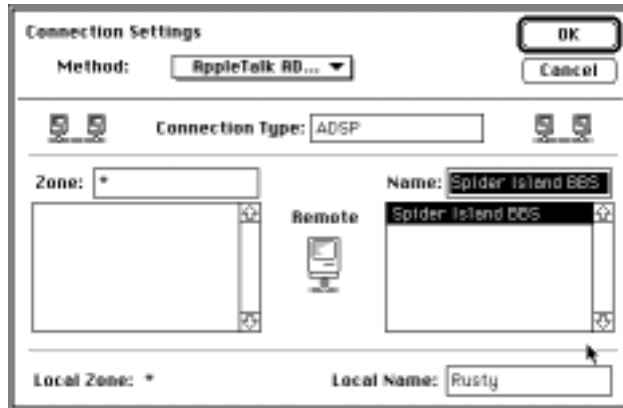 Connection Settings
OK
Method: AppleTalk AD...
Cancel
Connection Type: ADSP
Zone: *
Name: Spider Island BBS
Remote
Spider Island BBS
Local Zone: *
Local Name: Rusty